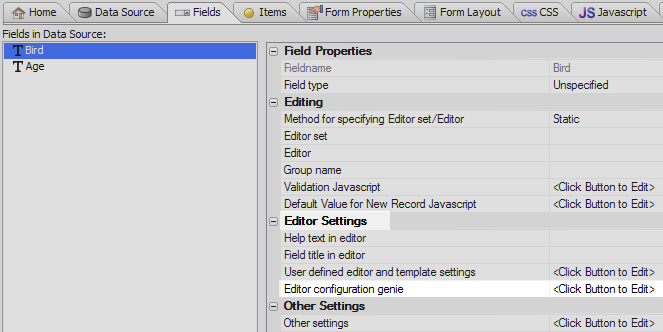 Home Data Source Fields Items Form Properties Form Layout CSS CSS JS Javascript
Fields in Data Source:
T Bird
T Age
Field Properties
Fieldname Bird
Field type Unspecified
Editing
Method for specifying Editor set/Editor Static
Editor set
Editor
Group name
Validation Javascript <Click Button to Edit>
Default Value for New Record Javascript <Click Button to Edit>
Editor Settings
Help text in editor
Field title in editor
User defined editor and template settings <Click Button to Edit>
Editor configuration genie <Click Button to Edit>
Other Settings
Other settings <Click Button to Edit>